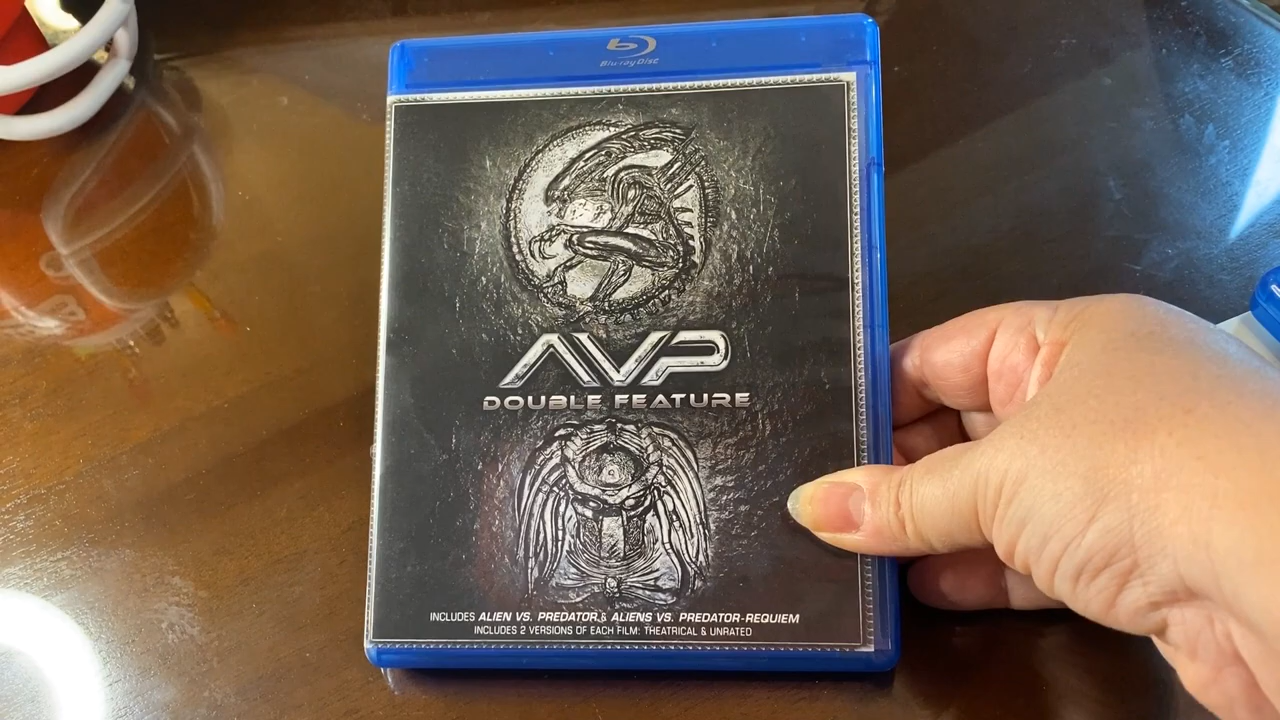 Blu-ray Disc
AVP
DOUBLE FEATURE
INCLUDES ALIEN VS. PREDATOR & ALIENS VS. PREDATOR-REQUIEM
INCLUDES 2 VERSIONS OF EACH FILM: THEATRICAL & UNRATED